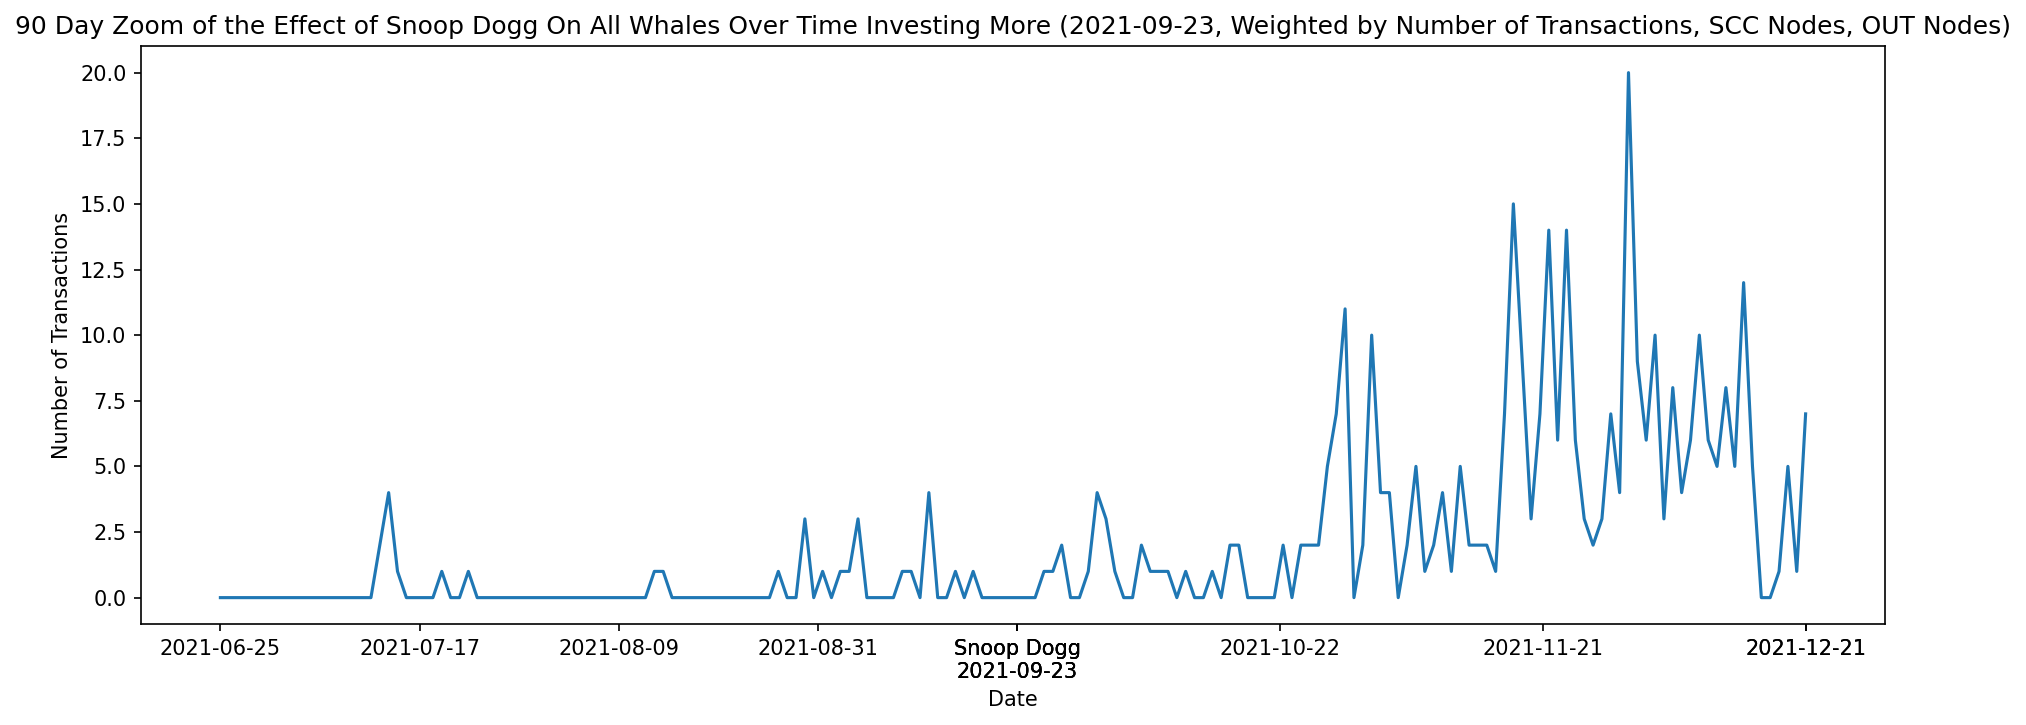 90 Day Zoom of the Effect of Snoop Dogg On All Whales Over Time Investing More (2021-09-23, Weighted by Number of Transactions, SCC Nodes, OUT Nodes)
20.0
17.5
15.0
12.5
10.0
7.5
5.0
2.5
0.0
Number of Transactions
2021-06-25 2021-07-17 2021-08-09 2021-08-31 Snoop Dogg 2021-10-22 2021-11-21 2021-12-21
2021-09-23
Date